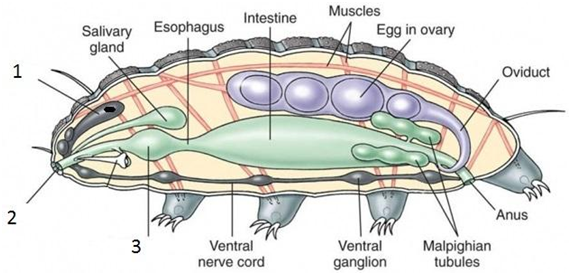 Muscles
Intestine
Esophagus
Egg in ovary
Salivary
gland
Oviduct
1
2
3
Anus
Ventral
nerve cord
Ventral
ganglion
Malpighian
tubules